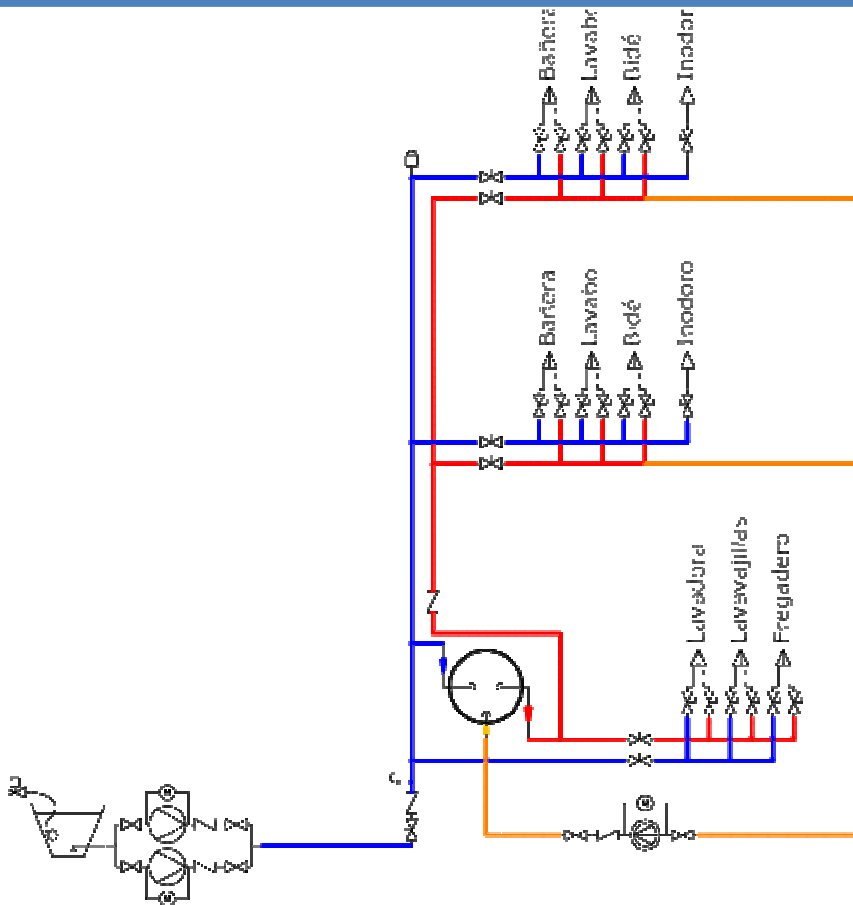 Bañera
Lavabo
Bidé
Inodoro
Bañera
Lavabo
Bidé
Inodoro
Lavadora
Lavavajillas
Fregadero
M
M
M